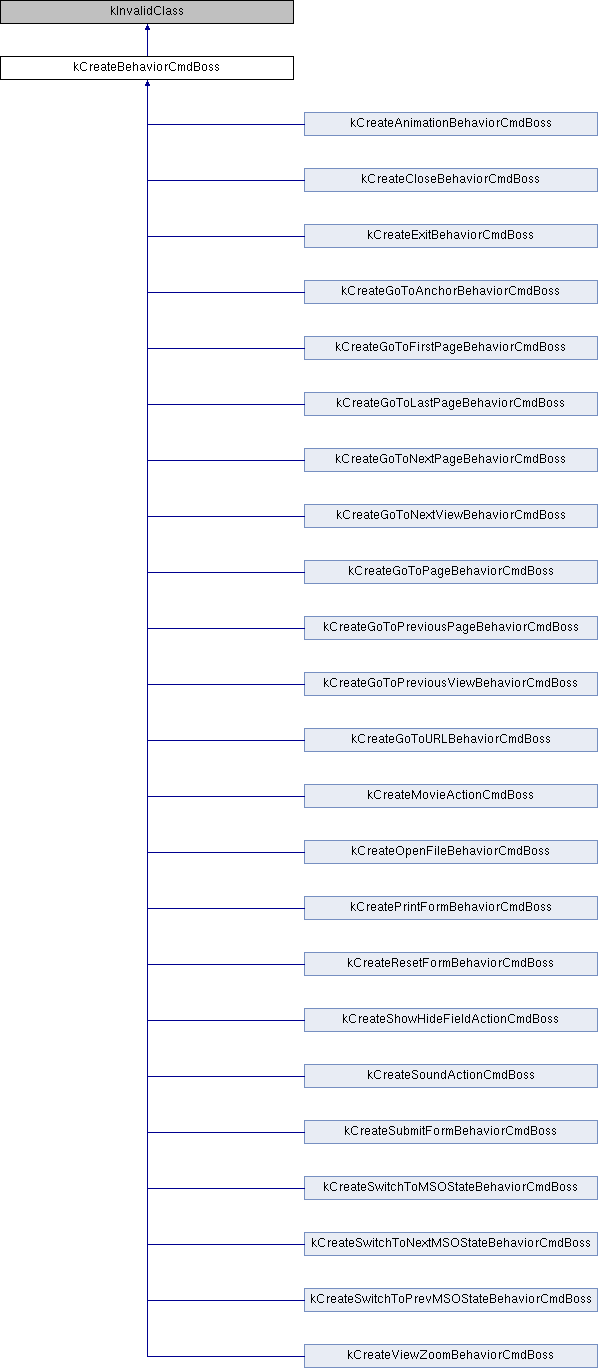 kInvalidClass
kCreateBehaviorCmdBoss
kCreateAnimationBehaviorCmdBoss
kCreateCloseBehaviorCmdBoss
kCreateExitBehaviorCmdBoss
kCreateGoToAnchorBehaviorCmdBoss
kCreateGoToFirstPageBehaviorCmdBoss
kCreateGoToLastPageBehaviorCmdBoss
kCreateGoToNextPageBehaviorCmdBoss
kCreateGoToNextViewBehaviorCmdBoss
kCreateGoToPageBehaviorCmdBoss
kCreateGoToPreviousPageBehaviorCmdBoss
kCreateGoToPreviousViewBehaviorCmdBoss
kCreateGoToURLBehaviorCmdBoss
kCreateMovieActionCmdBoss
kCreateOpenFileBehaviorCmdBoss
kCreatePrintFormBehaviorCmdBoss
kCreateResetFormBehaviorCmdBoss
kCreateShowHideFieldActionCmdBoss
kCreateSoundActionCmdBoss
kCreateSubmitFormBehaviorCmdBoss
kCreateSwitchToMSOStateBehaviorCmdBoss
kCreateSwitchToNextMSOStateBehaviorCmdBoss
kCreateSwitchToPrevMSOStateBehaviorCmdBoss
kCreateViewZoomBehaviorCmdBoss